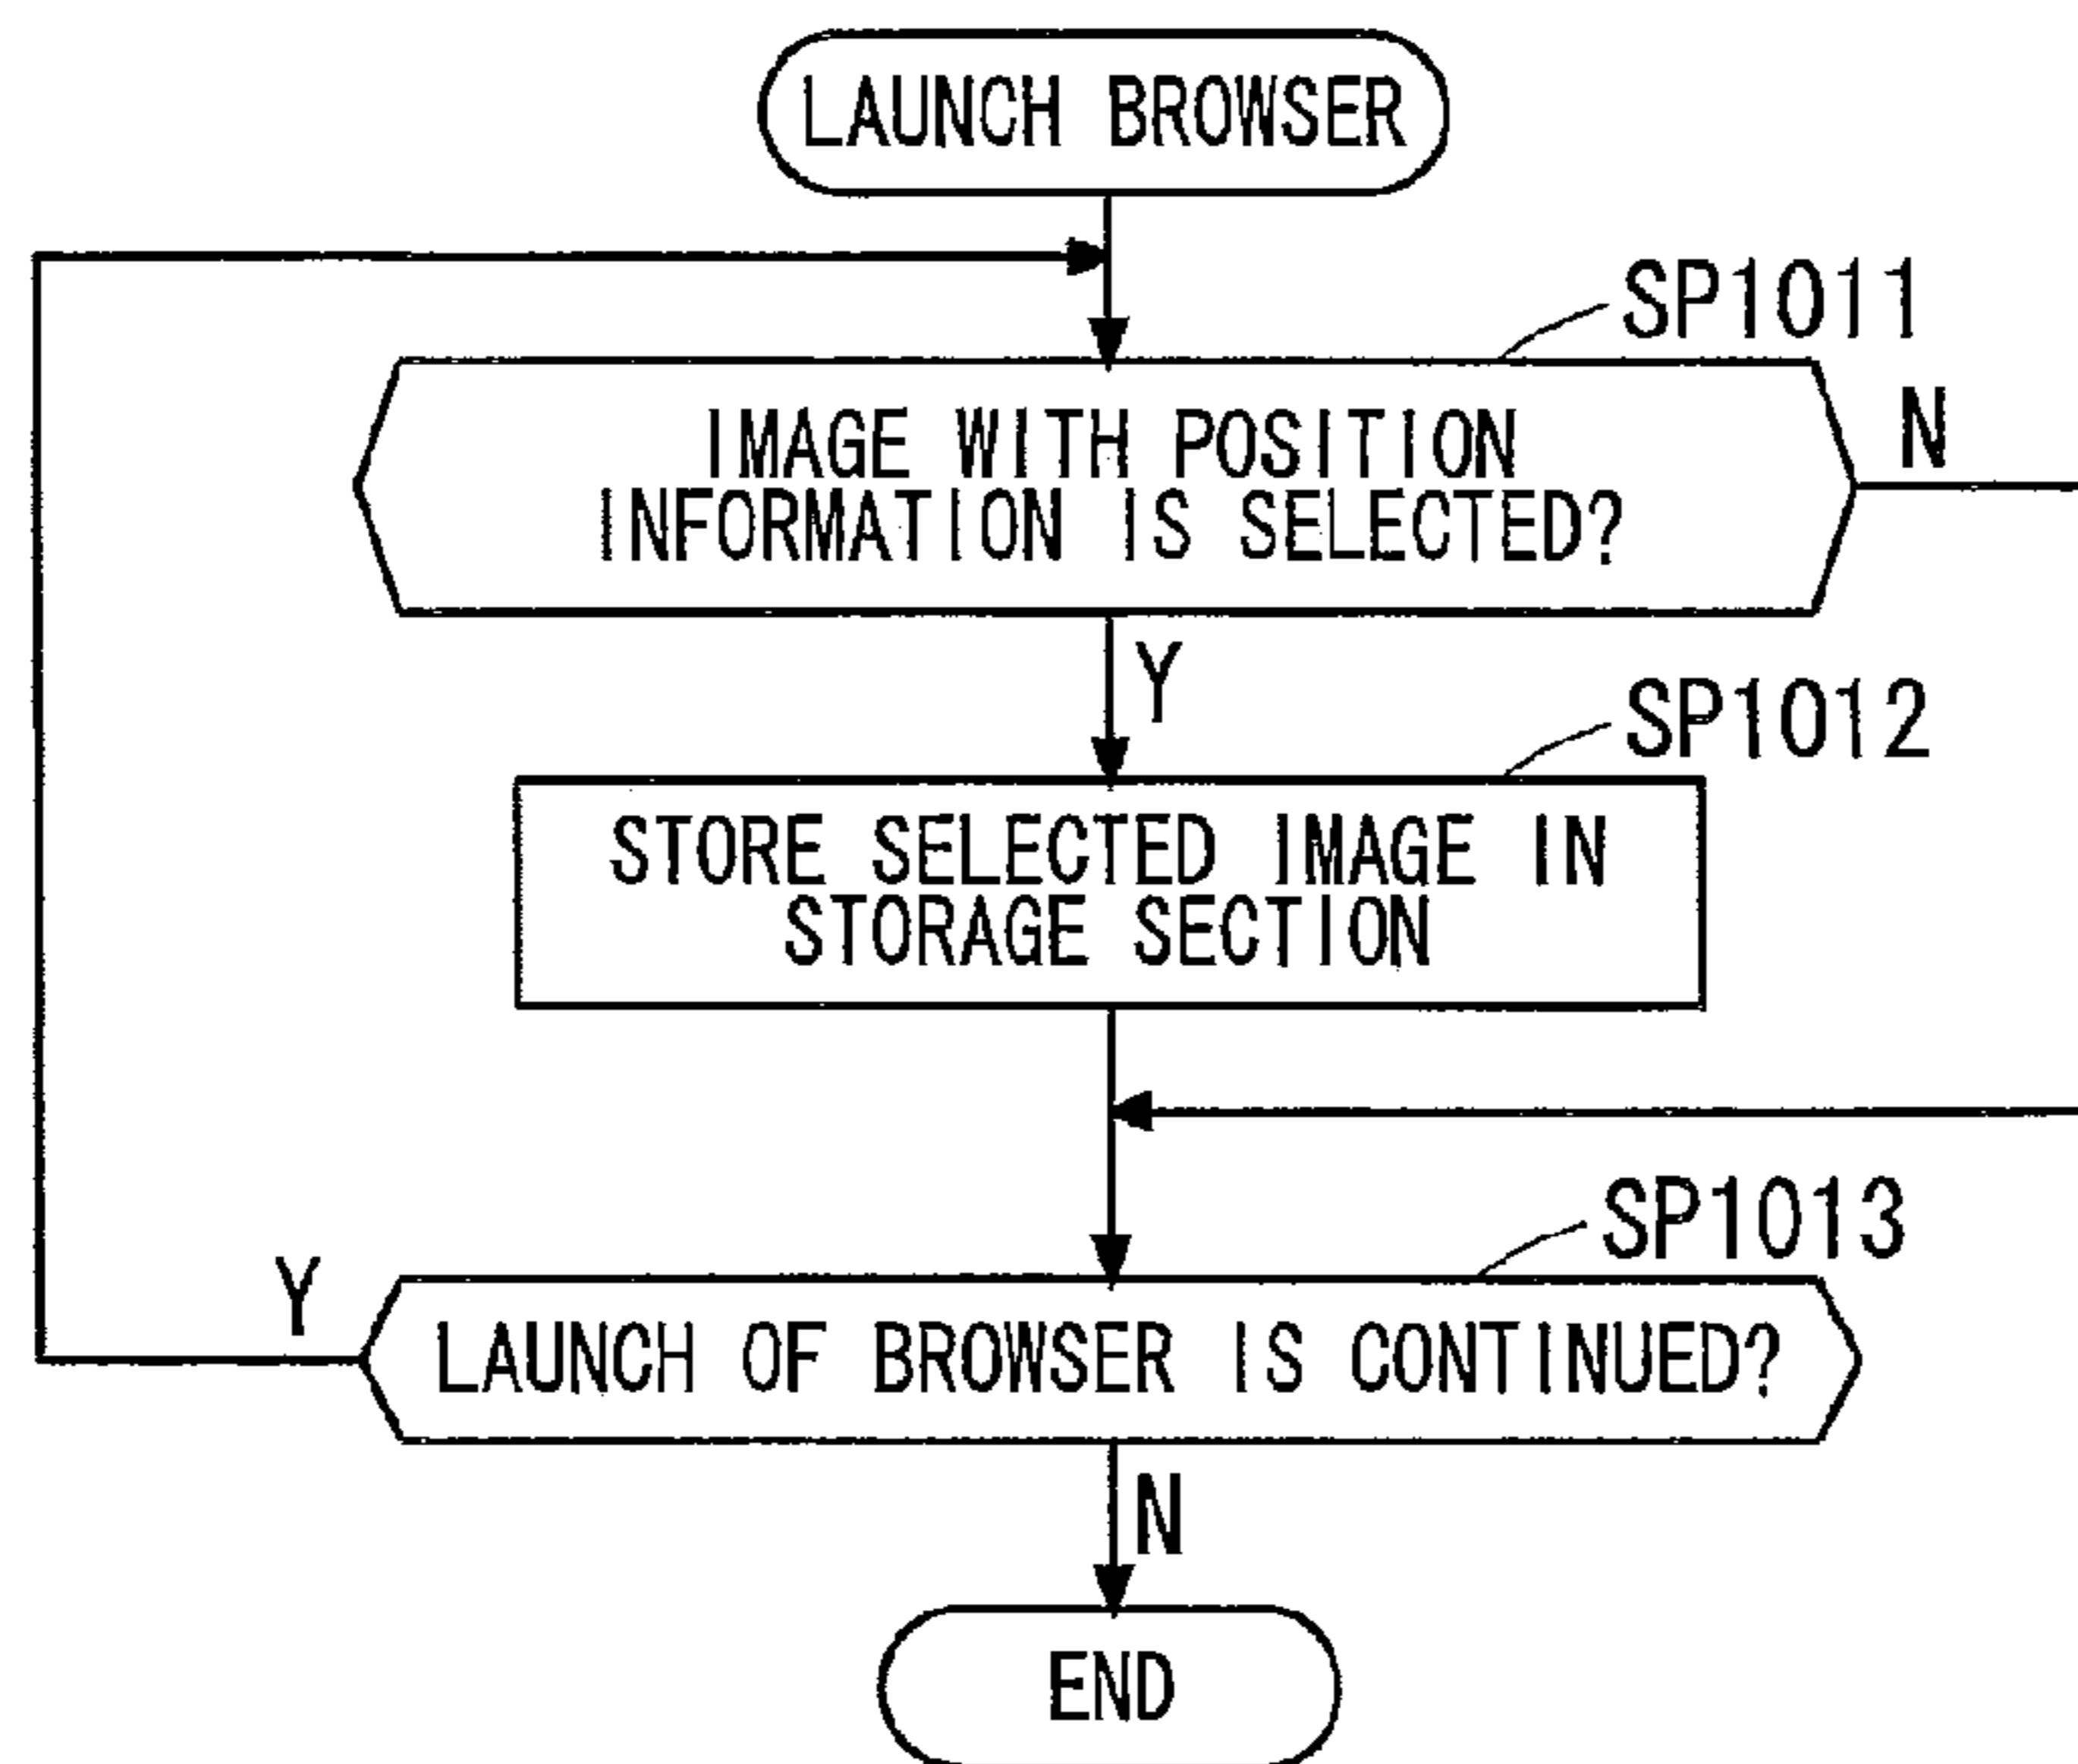 LAUNCH BROWSER
SP1011
IMAGE WITH POSITION
INFORMATION IS SELECTED?
N
Y
SP1012
STORE SELECTED IMAGE IN
STORAGE SECTION
SP1013
Y
LAUNCH OF BROWSER IS CONTINUED?
N
END